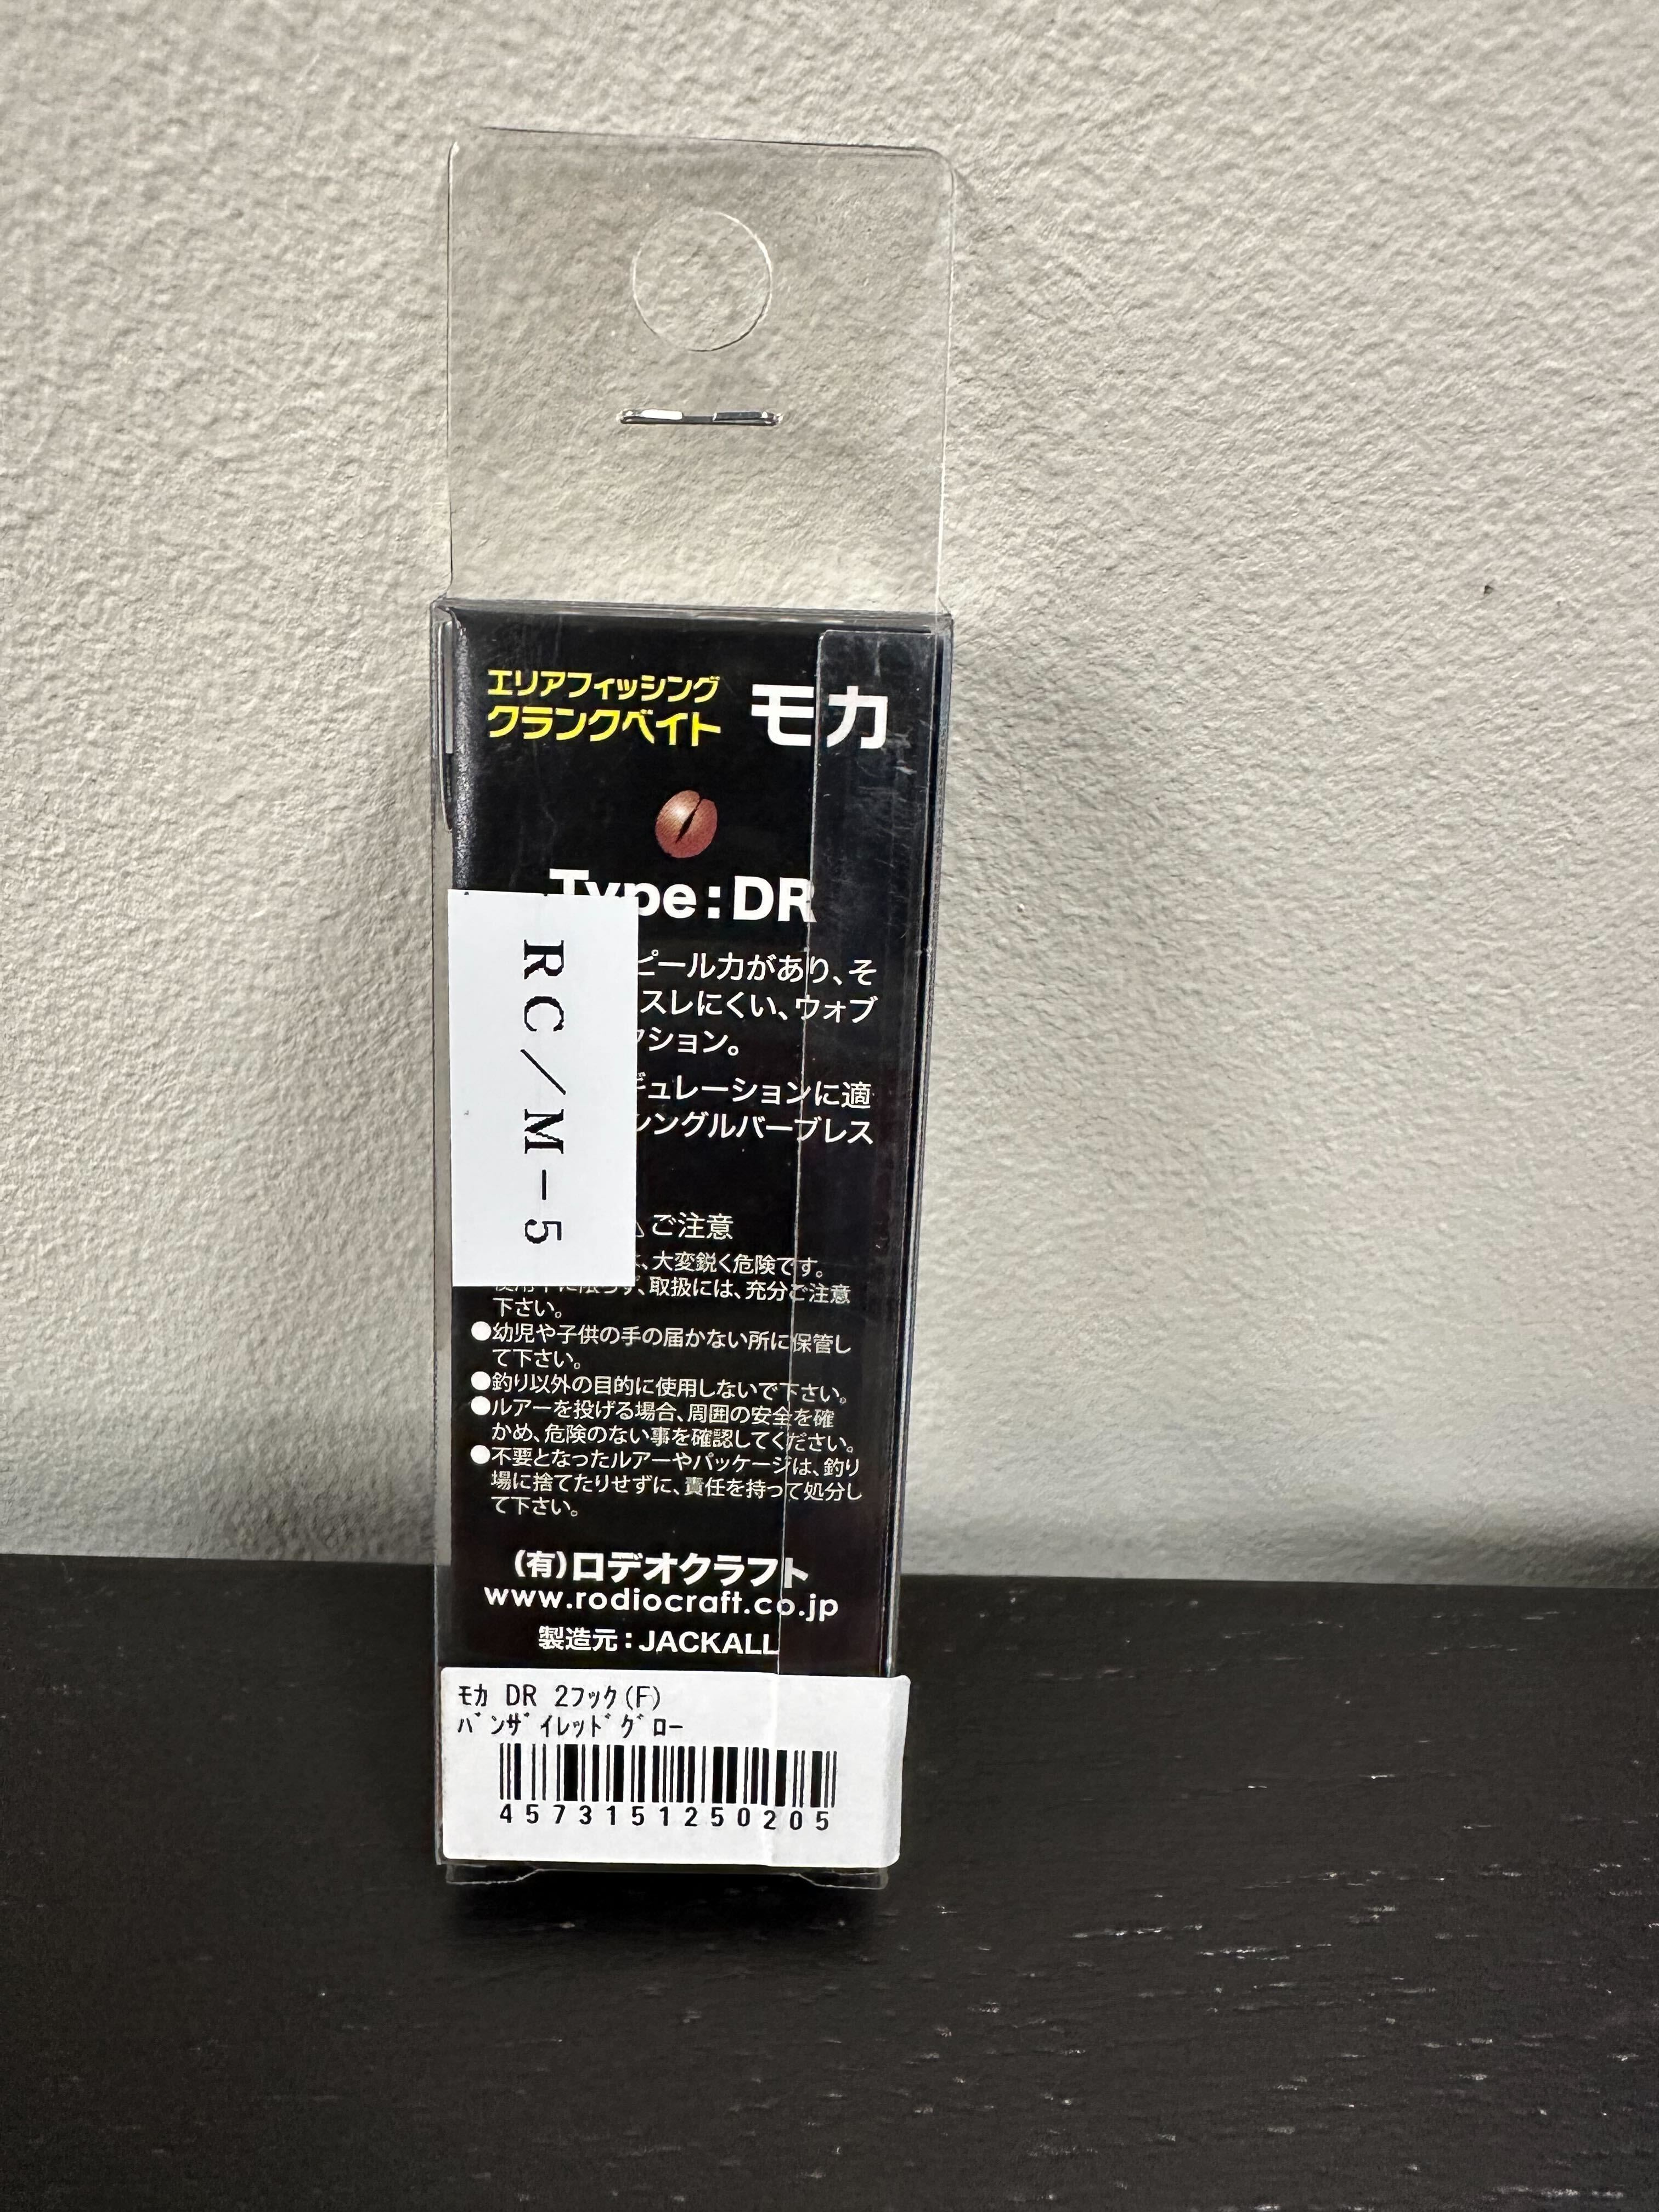 エリアフィッシング
クランクベイト
モカ
Type:DR
ピール力があり、そ
スレにくい、ウォブ
クション。
ギュレーションに適
シングルバーブレス
RC/M-5
ご注意
、大変鋭く危険です。
使用中に限らず、取扱には、充分ご注意
下さい。
●幼児や子供の手の届かない所に保管し
て下さい。
●釣り以外の目的に使用しないで下さい。
●ルアーを投げる場合、周囲の安全を確
かめ、危険のない事を確認してください。
●不要となったルアーやパッケージは、釣り
場に捨てたりせずに、責任を持って処分し
て下さい。
(有)ロデオクラフト
www.rodiocraft.co.jp
製造元:JACKALL
ﾓｶ DR 2ﾌｯｸ(F)
ﾊﾞﾝｻﾞｲﾚｯﾄﾞｸﾞﾛｰ
4573151250205